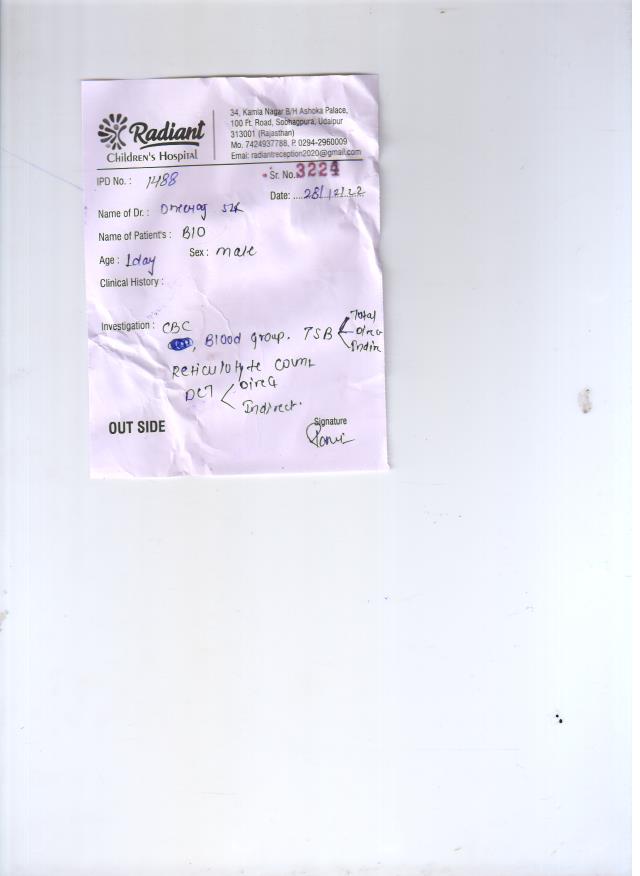 Radiant
Children's Hospital
34, Kamla Nagar B/H Ashoka Palace,
100 Ft. Road, Sobhagpura, Udaipur
313001 (Rajasthan)
Mo. 7424937788, P. 0294-2960009
Email: radiantreception2020@gmail.com
IPD No. : 1488
Sr. No. 3224
Date: ....28/12/22
Name of Dr. :
Name of Patient's : B/O
Age : 1day
Sex : male
Clinical History :
Investigation : CBC
, Blood group. TSB Total
Direct
Indire
Reticulocyte count
DCT Direct
Indirect.
OUT SIDE
Signature